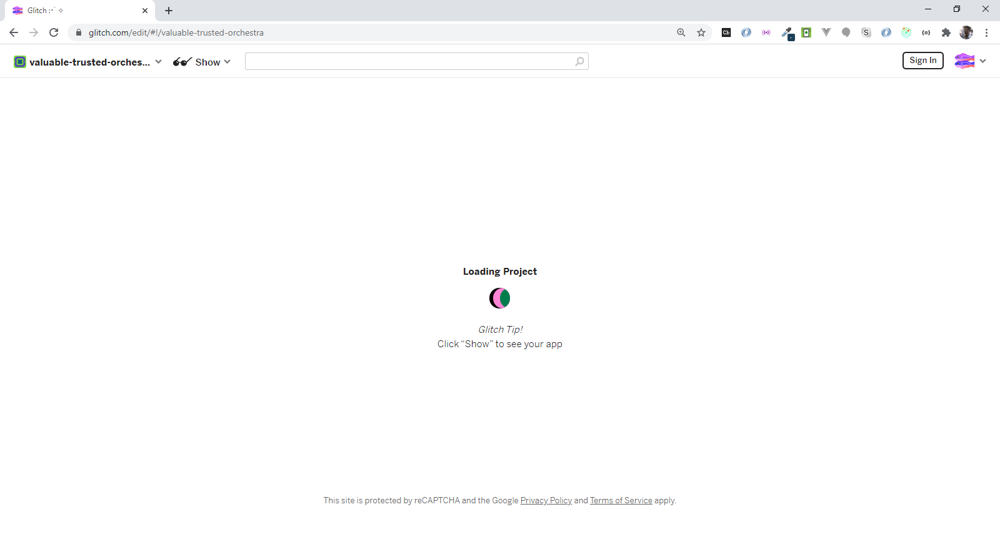 Glitch :･ﾟ✧
glitch.com/edit/#!/valuable-trusted-orchestra
valuable-trusted-orches...
Show
Sign In
Loading Project
Glitch Tip!
Click “Show” to see your app
This site is protected by reCAPTCHA and the Google Privacy Policy and Terms of Service apply.